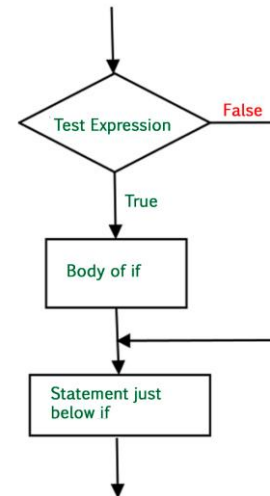 Test Expression
False
True
Body of if
Statement just
below if